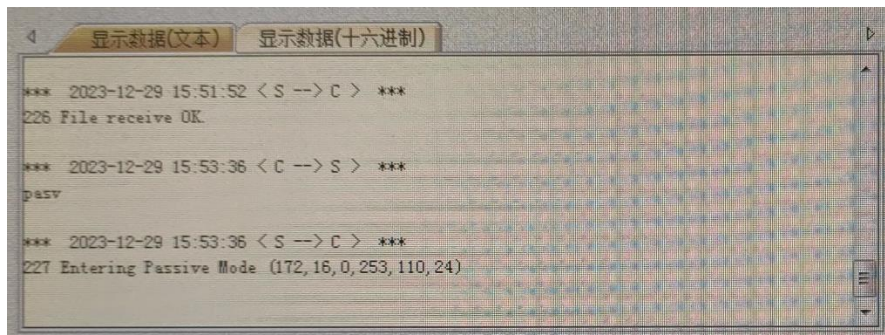 显示数据(文本) 显示数据(十六进制)
*** 2023-12-29 15:51:52 < S --> C > ***
226 File receive OK.
*** 2023-12-29 15:53:36 < C --> S > ***
pasv
*** 2023-12-29 15:53:36 < S --> C > ***
227 Entering Passive Mode (172,16,0,253,110,24)